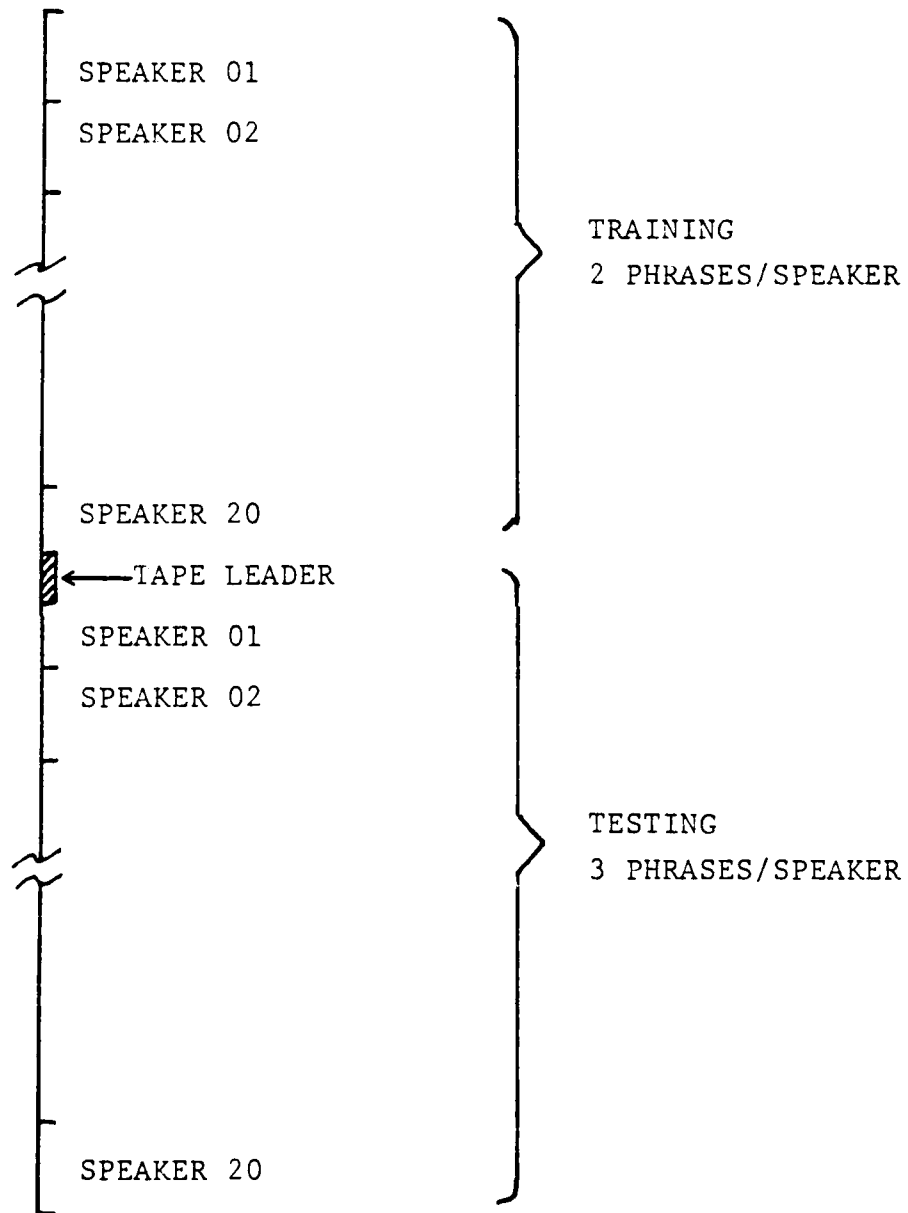 SPEAKER 01
SPEAKER 02
TRAINING
2 PHRASES/SPEAKER
SPEAKER 20
TAPE LEADER
SPEAKER 01
SPEAKER 02
TESTING
3 PHRASES/SPEAKER
SPEAKER 20